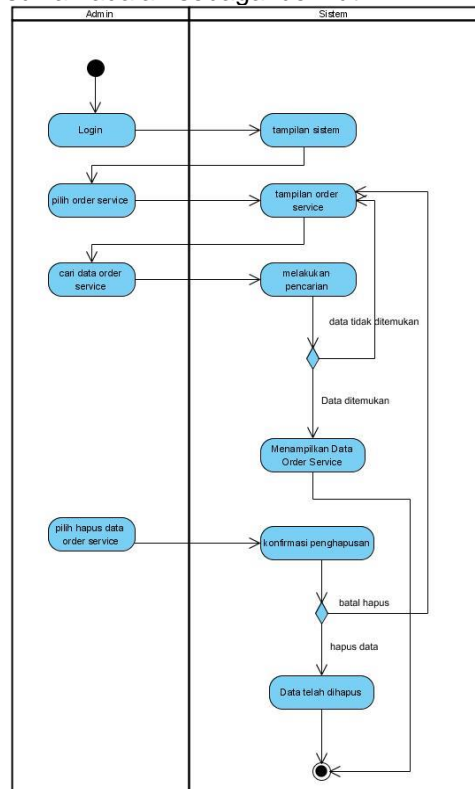 Admin
Sistem
Login
tampilan sistem
pilih order service
tampilan order
service
cari data order
service
melakukan
pencarian
data tidak ditemukan
Data ditemukan
Menampilkan Data
Order Service
pilih hapus data
order service
konfirmasi penghapusan
batal hapus
hapus data
Data telah dihapus